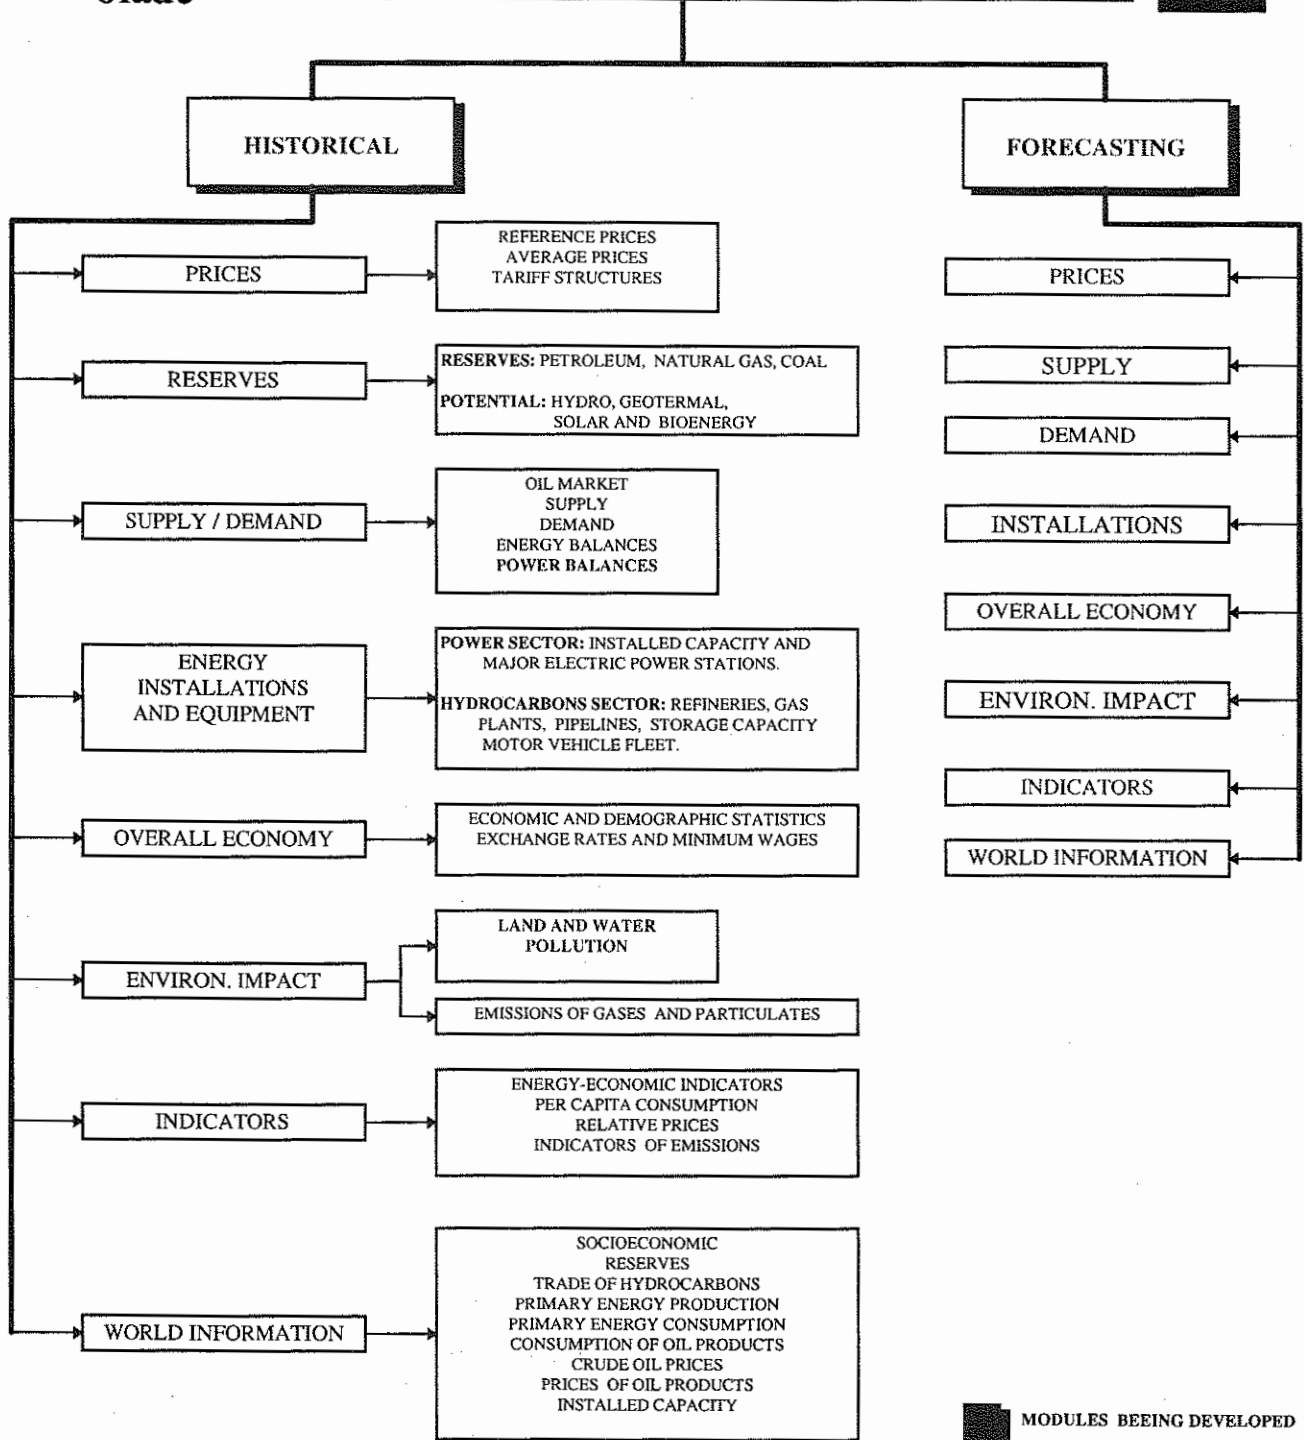 olade
HISTORICAL
FORECASTING
PRICES
REFERENCE PRICES
AVERAGE PRICES
TARIFF STRUCTURES
RESERVES
RESERVES: PETROLEUM, NATURAL GAS, COAL
POTENTIAL: HYDRO, GEOTERMAL,
SOLAR AND BIOENERGY
SUPPLY / DEMAND
OIL MARKET
SUPPLY
DEMAND
ENERGY BALANCES
POWER BALANCES
ENERGY
INSTALLATIONS
AND EQUIPMENT
POWER SECTOR: INSTALLED CAPACITY AND
MAJOR ELECTRIC POWER STATIONS.
HYDROCARBONS SECTOR: REFINERIES, GAS
PLANTS, PIPELINES, STORAGE CAPACITY
MOTOR VEHICLE FLEET.
OVERALL ECONOMY
ECONOMIC AND DEMOGRAPHIC STATISTICS
EXCHANGE RATES AND MINIMUM WAGES
ENVIRON. IMPACT
LAND AND WATER
POLLUTION
EMISSIONS OF GASES AND PARTICULATES
INDICATORS
ENERGY-ECONOMIC INDICATORS
PER CAPITA CONSUMPTION
RELATIVE PRICES
INDICATORS OF EMISSIONS
WORLD INFORMATION
SOCIOECONOMIC
RESERVES
TRADE OF HYDROCARBONS
PRIMARY ENERGY PRODUCTION
PRIMARY ENERGY CONSUMPTION
CONSUMPTION OF OIL PRODUCTS
CRUDE OIL PRICES
PRICES OF OIL PRODUCTS
INSTALLED CAPACITY
PRICES
SUPPLY
DEMAND
INSTALLATIONS
OVERALL ECONOMY
ENVIRON. IMPACT
INDICATORS
WORLD INFORMATION
MODULES BEEING DEVELOPED